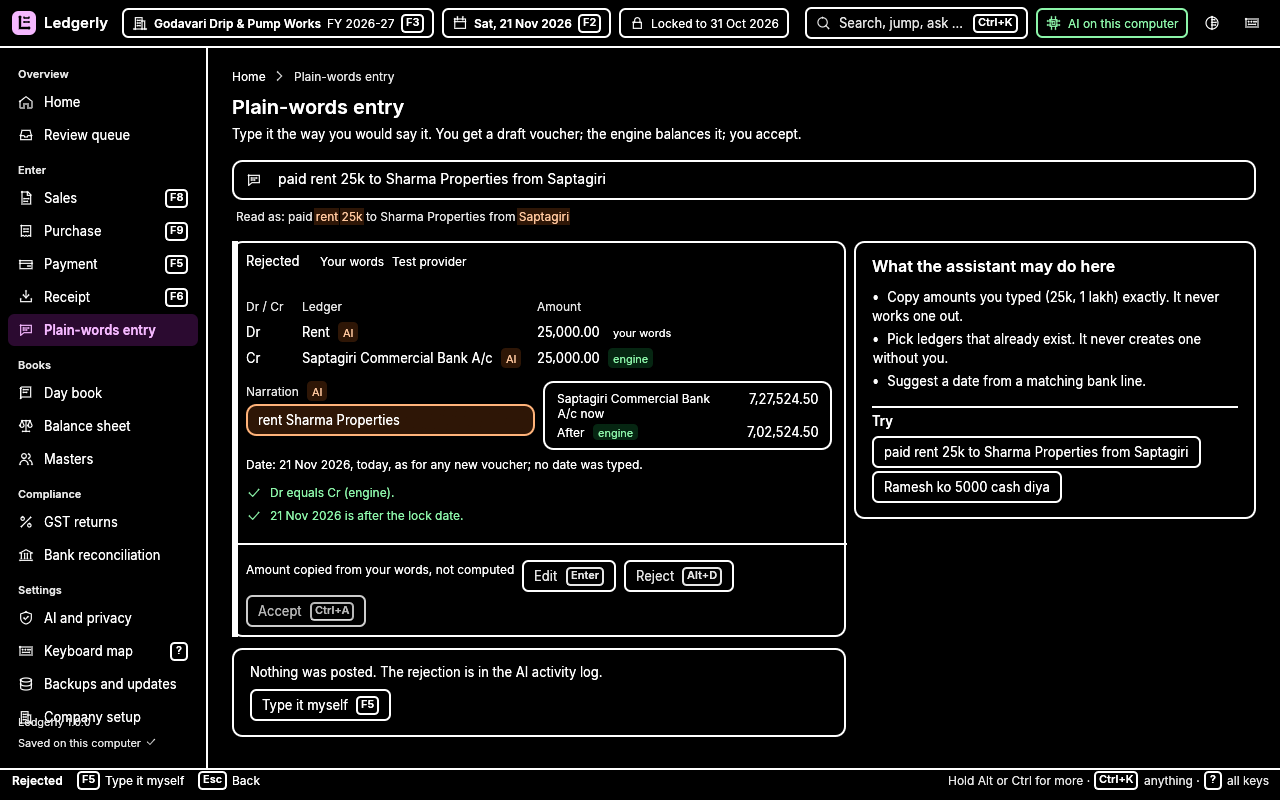 Ledgerly
Godavari Drip & Pump Works FY 2026-27 F3
Sat, 21 Nov 2026 F2
Locked to 31 Oct 2026
Search, jump, ask ... Ctrl+K
AI on this computer
Overview
Home
Review queue
Enter
Sales F8
Purchase F9
Payment F5
Receipt F6
Plain-words entry
Books
Day book
Balance sheet
Masters
Compliance
GST returns
Bank reconciliation
Settings
AI and privacy
Keyboard map ?
Backups and updates
Company setup
Ledgerly 1.0.0
Saved on this computer
Home > Plain-words entry
Plain-words entry
Type it the way you would say it. You get a draft voucher; the engine balances it; you accept.
paid rent 25k to Sharma Properties from Saptagiri
Read as: paid rent 25k to Sharma Properties from Saptagiri
Rejected Your words Test provider
Dr / Cr Ledger Amount
Dr Rent AI 25,000.00 your words
Cr Saptagiri Commercial Bank A/c AI 25,000.00 engine
Narration AI
rent Sharma Properties
Saptagiri Commercial Bank 7,27,524.50
A/c now
After engine 7,02,524.50
Date: 21 Nov 2026, today, as for any new voucher; no date was typed.
Dr equals Cr (engine).
21 Nov 2026 is after the lock date.
Amount copied from your words, not computed Edit Enter Reject Alt+D
Accept Ctrl+A
Nothing was posted. The rejection is in the AI activity log.
Type it myself F5
What the assistant may do here
• Copy amounts you typed (25k, 1 lakh) exactly. It never
works one out.
• Pick ledgers that already exist. It never creates one
without you.
• Suggest a date from a matching bank line.
Try
paid rent 25k to Sharma Properties from Saptagiri
Ramesh ko 5000 cash diya
Rejected F5 Type it myself Esc Back
Hold Alt or Ctrl for more · Ctrl+K anything · ? all keys